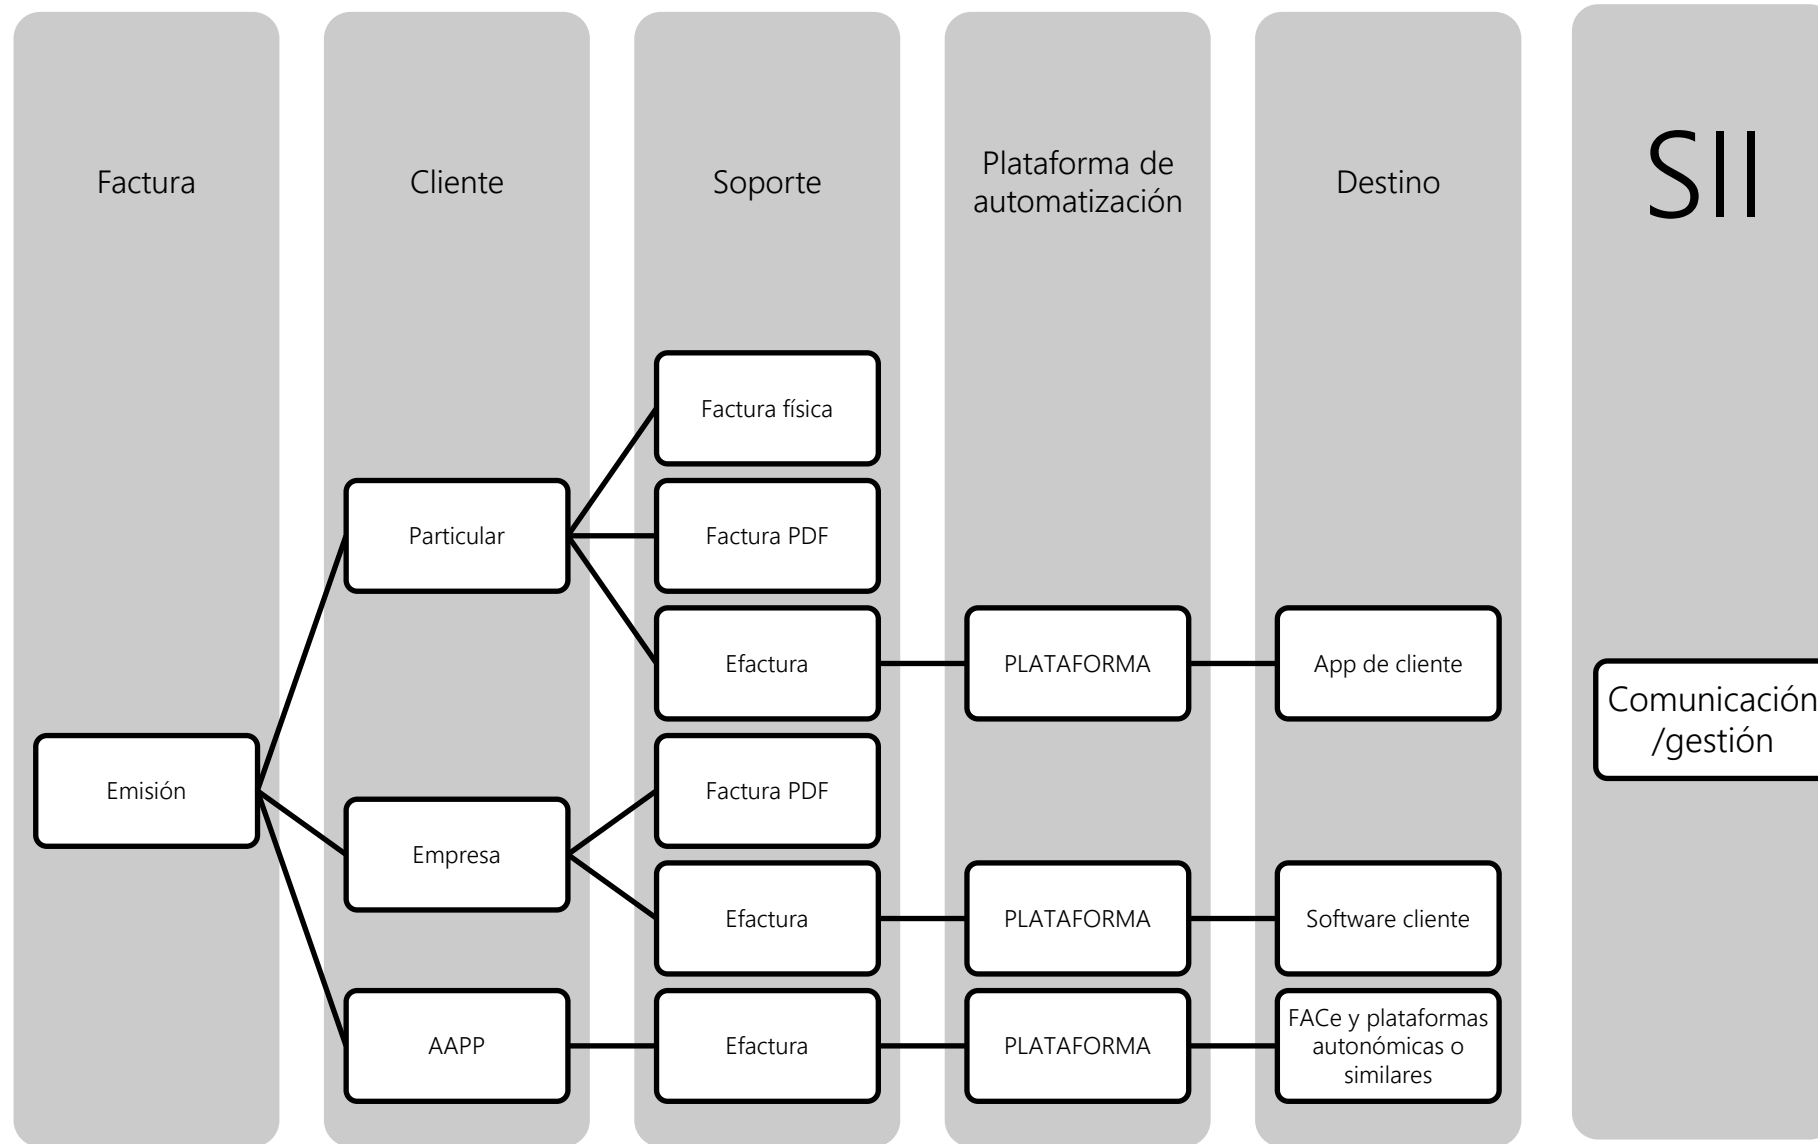 Factura
Cliente
Soporte
Plataforma de
automatización
Destino
SII
Factura física
Particular
Factura PDF
Efactura
PLATAFORMA
App de cliente
Comunicación
/gestión
Emisión
Factura PDF
Empresa
Efactura
PLATAFORMA
Software cliente
AAPP
Efactura
PLATAFORMA
FACe y plataformas
autonómicas o
similares